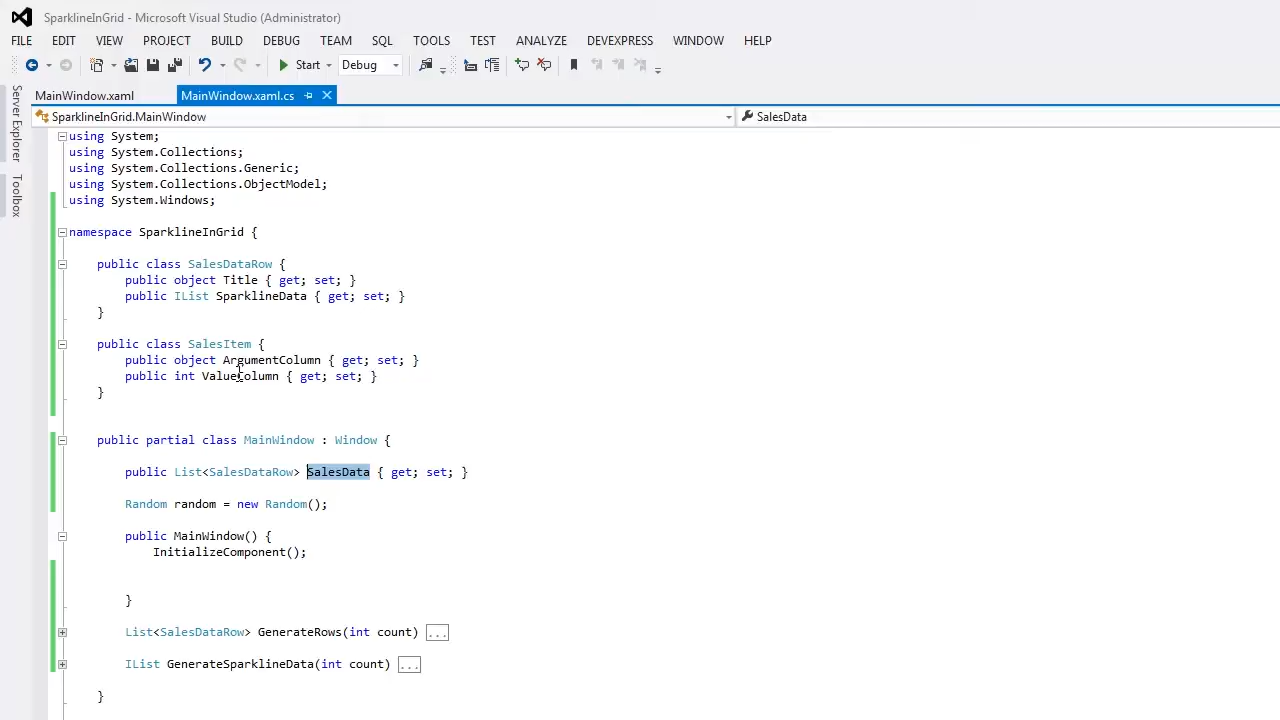 SparklineInGrid - Microsoft Visual Studio (Administrator)
FILE EDIT VIEW PROJECT BUILD DEBUG TEAM SQL TOOLS TEST ANALYZE DEVEXPRESS WINDOW HELP
Start Debug
Server Explorer
Toolbox
MainWindow.xaml MainWindow.xaml.cs
SparklineInGrid.MainWindow SalesData
using System;
using System.Collections;
using System.Collections.Generic;
using System.Collections.ObjectModel;
using System.Windows;
namespace SparklineInGrid {
public class SalesDataRow {
public object Title { get; set; }
public IList SparklineData { get; set; }
}
public class SalesItem {
public object ArgumentColumn { get; set; }
public int ValueColumn { get; set; }
}
public partial class MainWindow : Window {
public List<SalesDataRow> SalesData { get; set; }
Random random = new Random();
public MainWindow() {
InitializeComponent();
}
List<SalesDataRow> GenerateRows(int count) ...
IList GenerateSparklineData(int count) ...
}